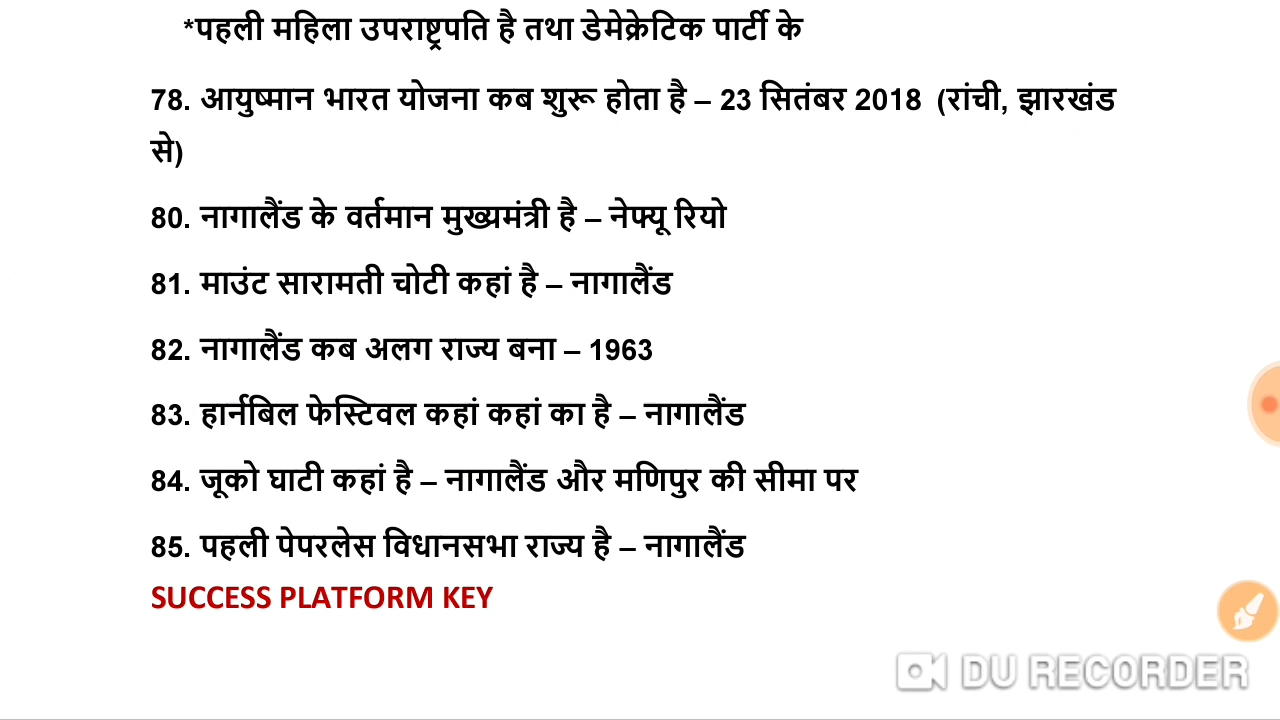 *पहली महिला उपराष्ट्रपति है तथा डेमेक्रेटिक पार्टी के
78. आयुष्मान भारत योजना कब शुरू होता है – 23 सितंबर 2018 (रांची, झारखंड
से)
80. नागालैंड के वर्तमान मुख्यमंत्री है – नेफ्यू रियो
81. माउंट सारामती चोटी कहां है – नागालैंड
82. नागालैंड कब अलग राज्य बना – 1963
83. हार्नबिल फेस्टिवल कहां कहां का है – नागालैंड
84. जूको घाटी कहां है – नागालैंड और मणिपुर की सीमा पर
85. पहली पेपरलेस विधानसभा राज्य है – नागालैंड
SUCCESS PLATFORM KEY
DU RECORDER